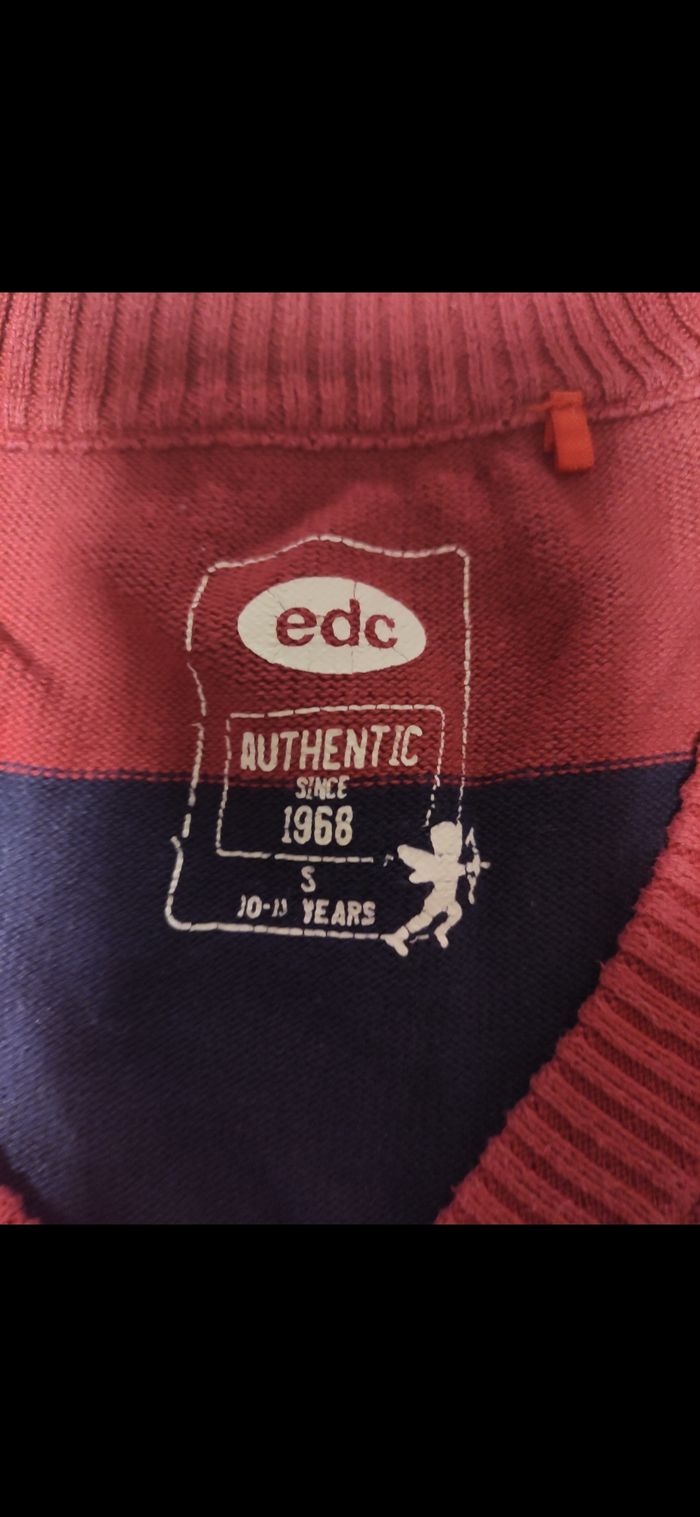 edc
AUTHENTIC
SINCE
1968
S
10-11 YEARS